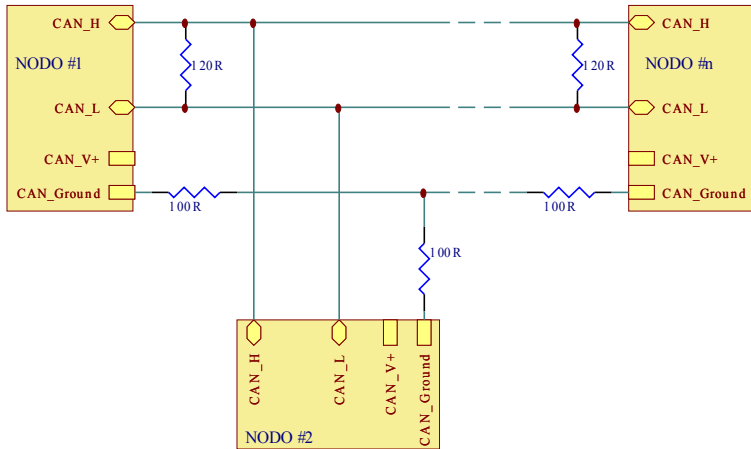 CAN_H
NODO #1
120R
CAN_L
CAN_V+
CAN_Ground
100R
120R
CAN_H
NODO #n
CAN_L
CAN_V+
CAN_Ground
100R
100R
CAN_H
CAN_L
CAN_V+
CAN_Ground
NODO #2